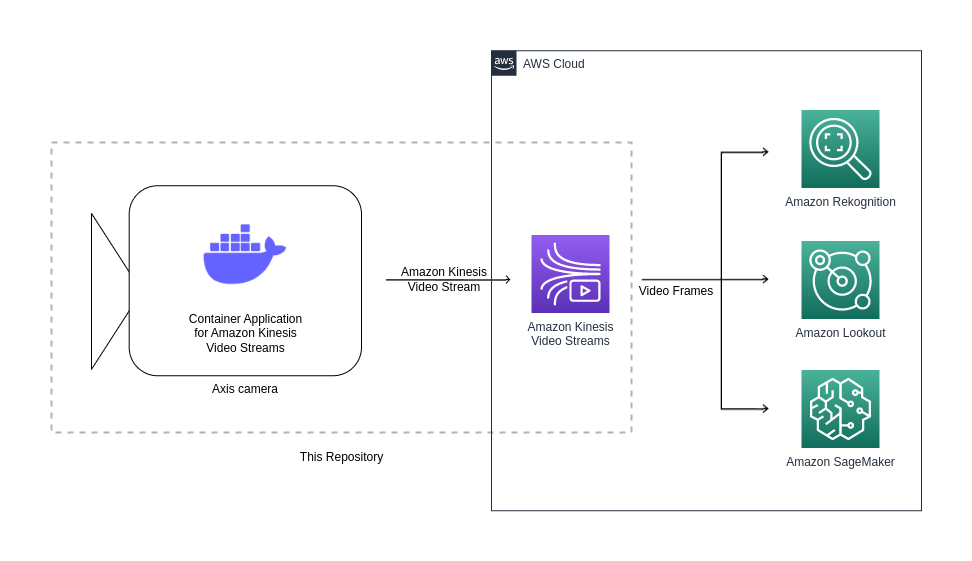 aws
AWS Cloud
Amazon Rekognition
Container Application
for Amazon Kinesis
Video Streams
Axis camera
Amazon Kinesis
Video Stream
Amazon Kinesis
Video Streams
Video Frames
Amazon Lookout
Amazon SageMaker
This Repository